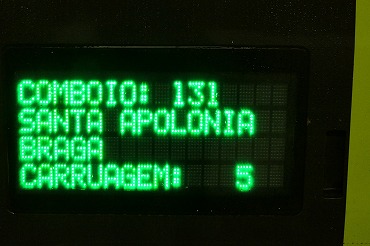 COMBOIO: 131
SANTA APOLONIA
BRAGA
CARRUAGEM: 5